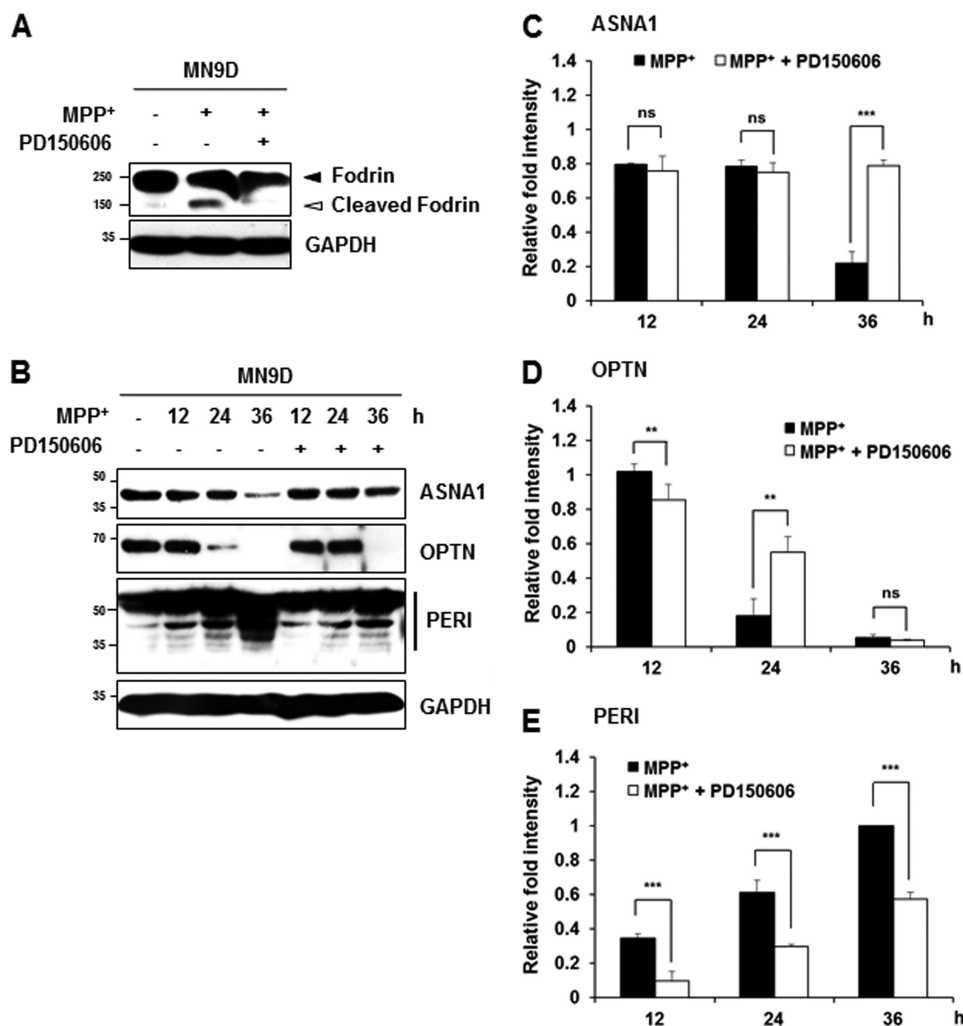 A
MN9D
MPP⁺ - + +
PD150606 - - +
250
Fodrin
150
Cleaved Fodrin
35
GAPDH
B
MN9D
MPP⁺ - 12 24 36 12 24 36 h
PD150606 - - - - + + +
50
35
ASNA1
70
OPTN
50
35
PERI
35
GAPDH
C ASNA1
MPP⁺ MPP⁺ + PD150606
Relative fold intensity
1.4
1.2
1
0.8
0.6
0.4
0.2
0
ns
ns
***
12 24 36 h
D OPTN
MPP⁺
MPP⁺ + PD150606
Relative fold intensity
1.4
1.2
1
0.8
0.6
0.4
0.2
0
**
**
ns
12 24 36 h
E PERI
MPP⁺
MPP⁺ + PD150606
Relative fold intensity
1.4
1.2
1
0.8
0.6
0.4
0.2
0
***
***
***
12 24 36 h